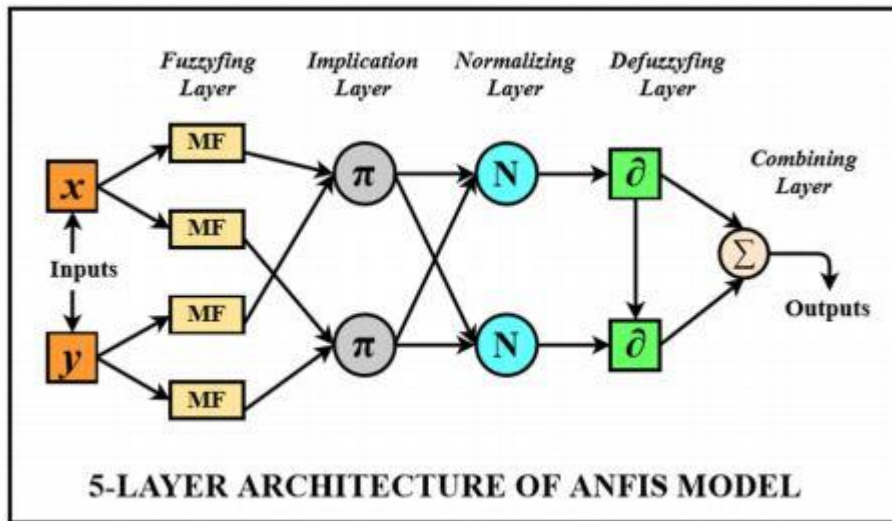 Fuzzyfing
Layer
Implication
Layer
Normalizing
Layer
Defuzzyfing
Layer
Combining
Layer
MF
MF
MF
MF
x
y
Inputs
π
π
N
N
∂
∂
Σ
Outputs
5-LAYER ARCHITECTURE OF ANFIS MODEL